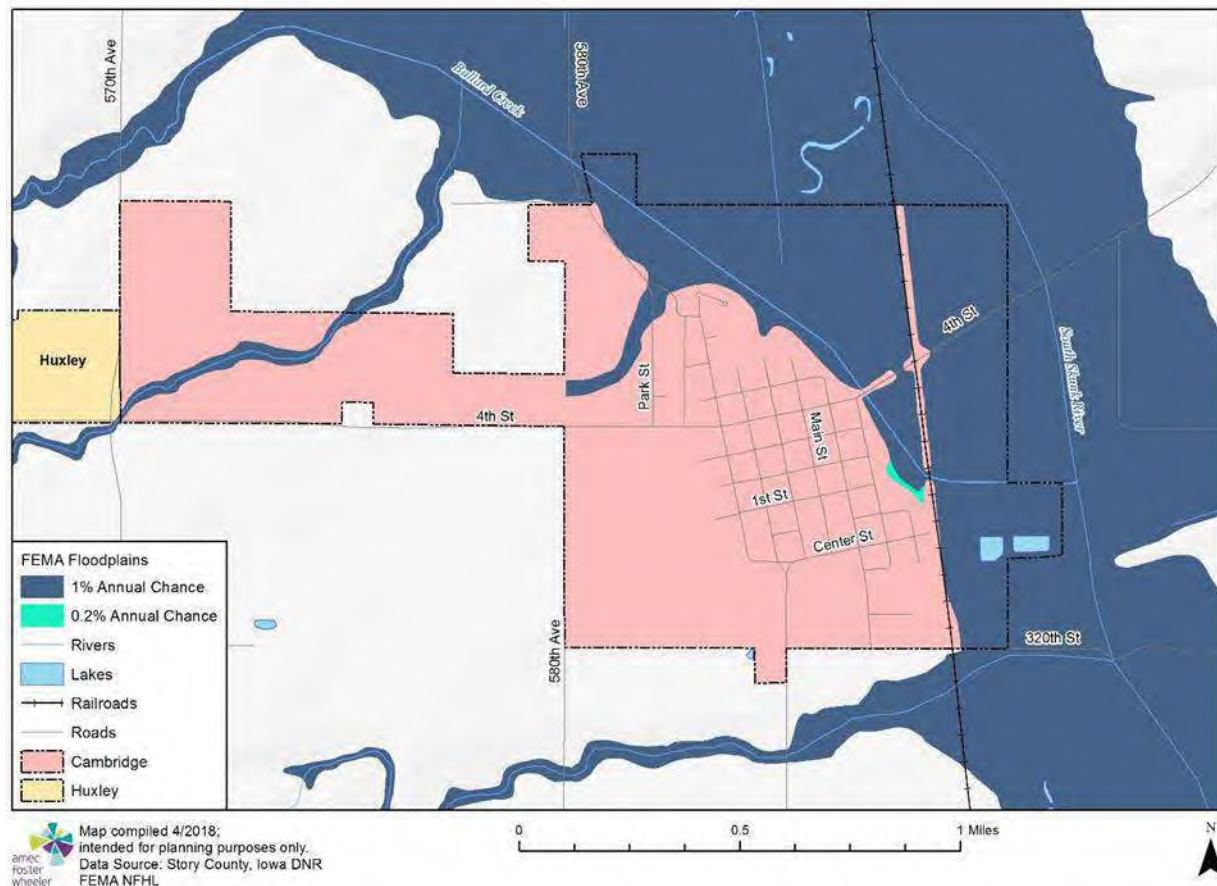 570th Ave
580th Ave
Ballard Creek
Huxley
4th St
Park St
Main St
4th St
South Skunk River
1st St
Center St
580th Ave
320th St
FEMA Floodplains
1% Annual Chance
0.2% Annual Chance
Rivers
Lakes
Railroads
Roads
Cambridge
Huxley
amec
foster
wheeler
Map compiled 4/2018;
intended for planning purposes only.
Data Source: Story County, Iowa DNR
FEMA NFHL
0 0.5 1 Miles
N